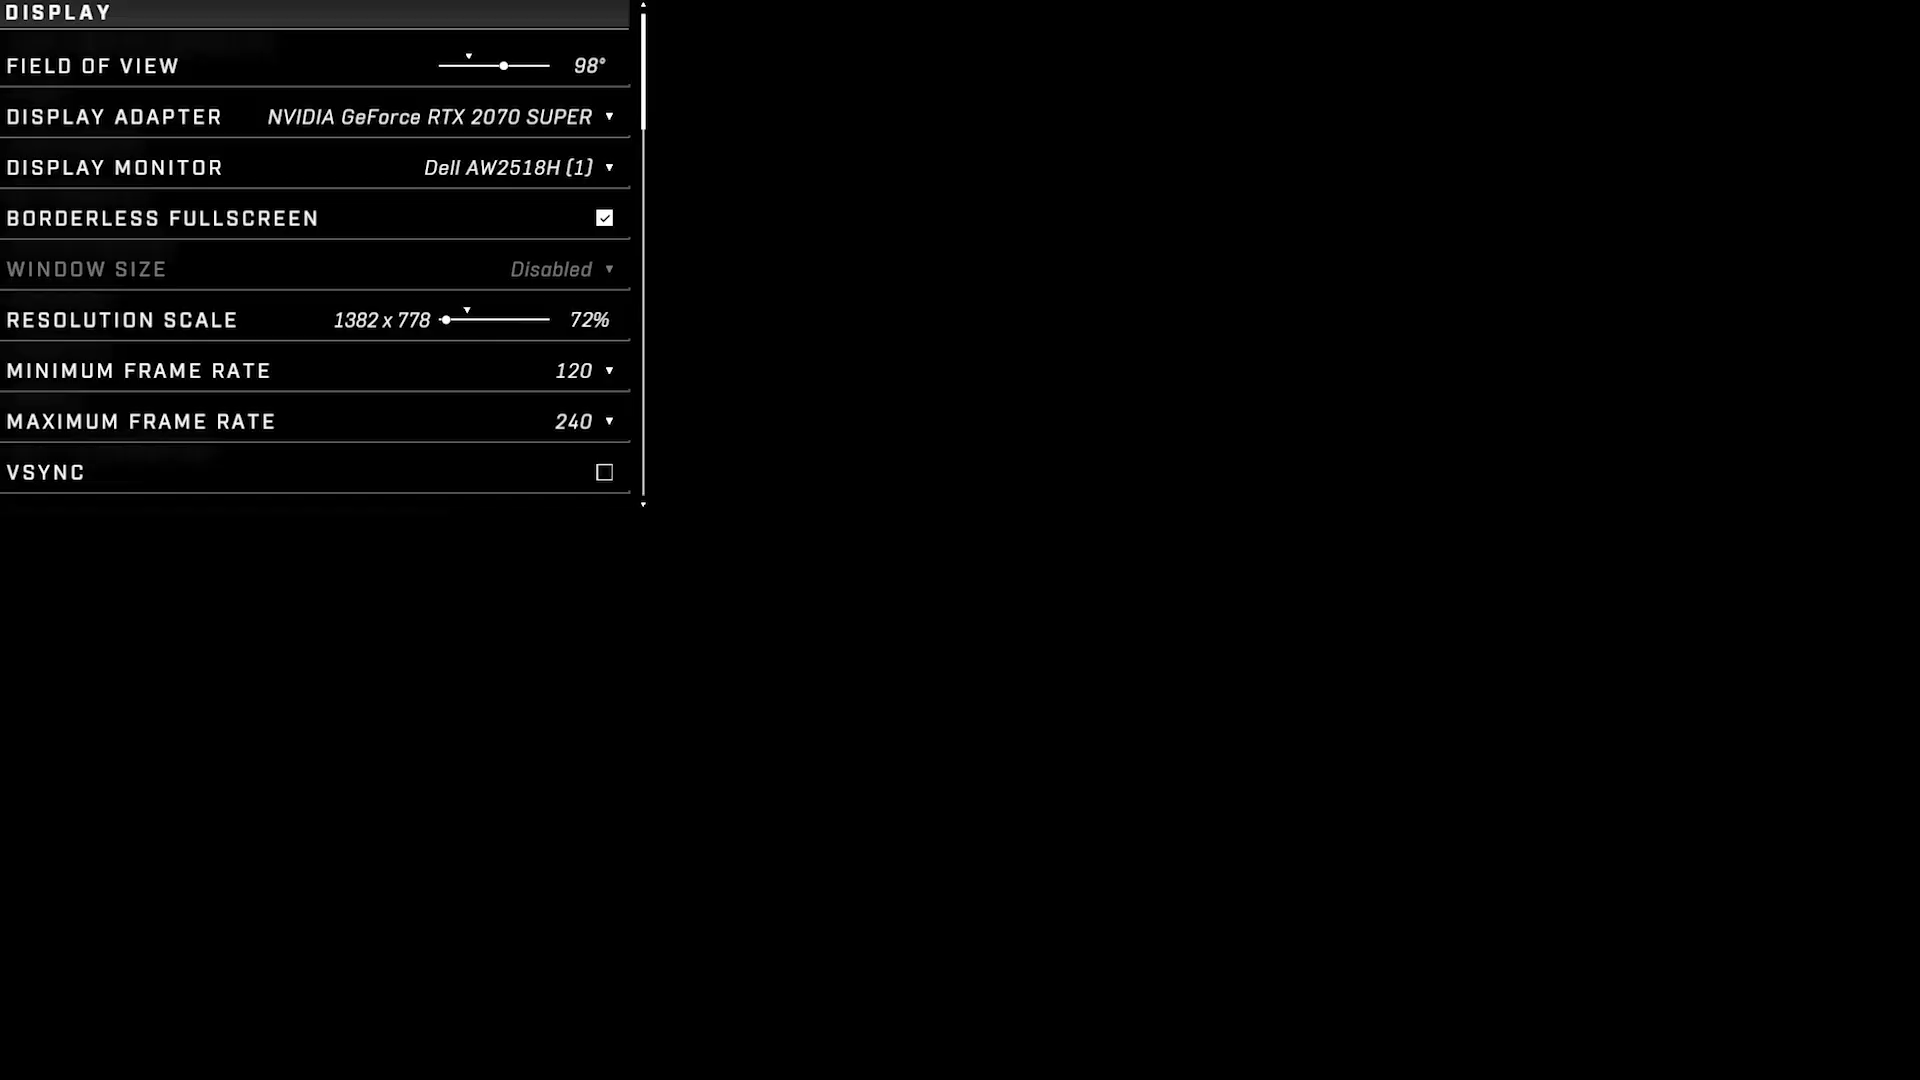 DISPLAY
FIELD OF VIEW 98°
DISPLAY ADAPTER NVIDIA GeForce RTX 2070 SUPER
DISPLAY MONITOR Dell AW2518H (1)
BORDERLESS FULLSCREEN
WINDOW SIZE Disabled
RESOLUTION SCALE 1382 x 778 72%
MINIMUM FRAME RATE 120
MAXIMUM FRAME RATE 240
VSYNC